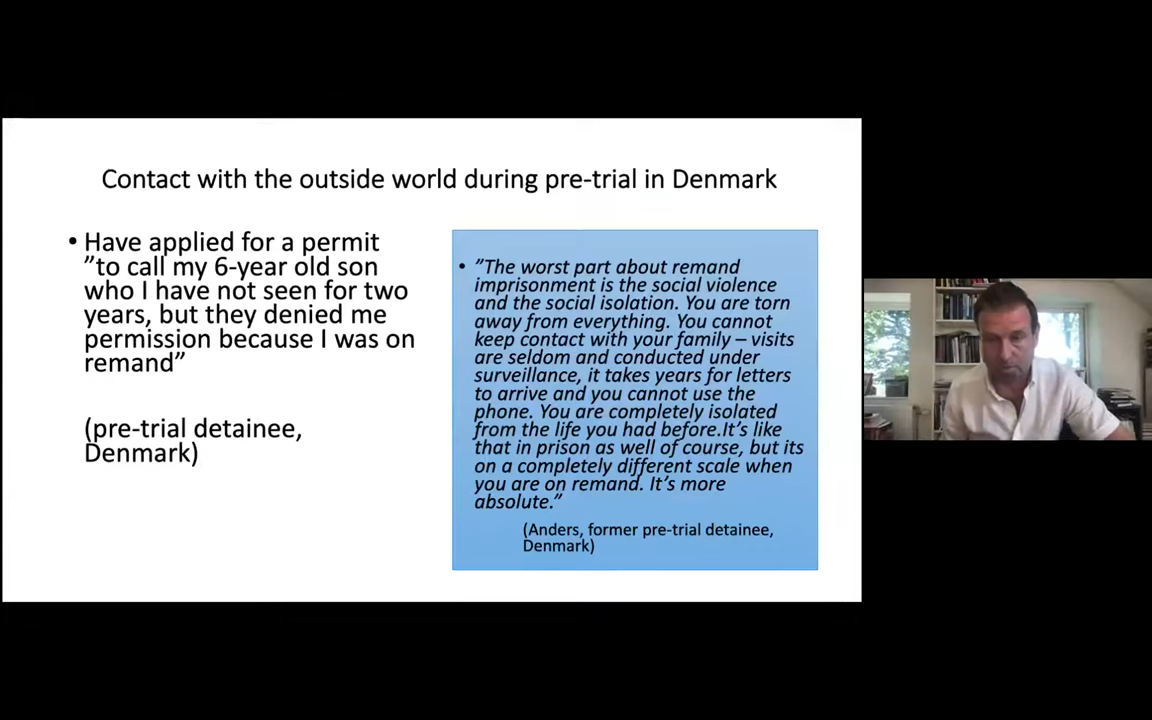 Contact with the outside world during pre-trial in Denmark
• Have applied for a permit
”to call my 6-year old son
who I have not seen for two
years, but they denied me
permission because I was on
remand”
(pre-trial detainee,
Denmark)
• ”The worst part about remand
imprisonment is the social violence
and the social isolation. You are torn
away from everything. You cannot
keep contact with your family – visits
are seldom and conducted under
surveillance, it takes years for letters
to arrive and you cannot use the
phone. You are completely isolated
from the life you had before.It’s like
that in prison as well of course, but its
on a completely different scale when
you are on remand. It’s more
absolute.”
(Anders, former pre-trial detainee,
Denmark)